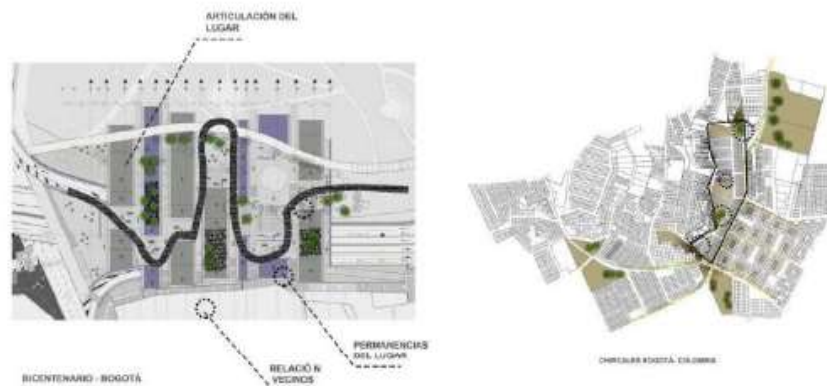 ARTICULACIÓN DEL
LUGAR
PERMANENCIAS
DEL LUGAR
RELACIÓ N
VECINOS
BICENTENARIO - BOGOTÁ
CHIRCALES BOGOTÁ- COLOMBIA